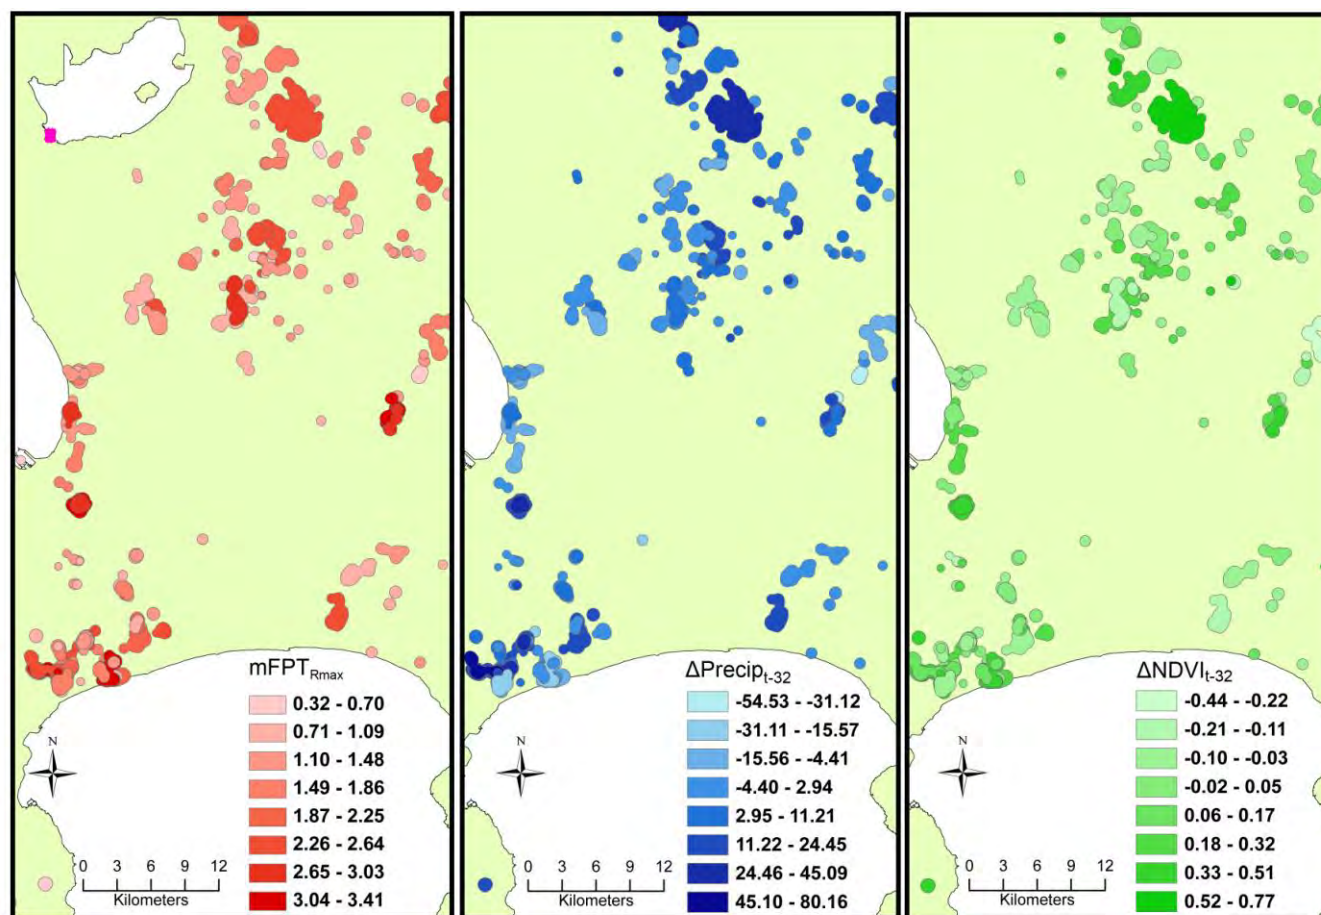 mFPTRmax
0.32 - 0.70
0.71 - 1.09
1.10 - 1.48
1.49 - 1.86
1.87 - 2.25
2.26 - 2.64
2.65 - 3.03
3.04 - 3.41
N
0 3 6 9 12
Kilometers
ΔPrecipt-32
-54.53 - -31.12
-31.11 - -15.57
-15.56 - -4.41
-4.40 - 2.94
2.95 - 11.21
11.22 - 24.45
24.46 - 45.09
45.10 - 80.16
N
0 3 6 9 12
Kilometers
ΔNDVIt-32
-0.44 - -0.22
-0.21 - -0.11
-0.10 - -0.03
-0.02 - 0.05
0.06 - 0.17
0.18 - 0.32
0.33 - 0.51
0.52 - 0.77
N
0 3 6 9 12
Kilometers